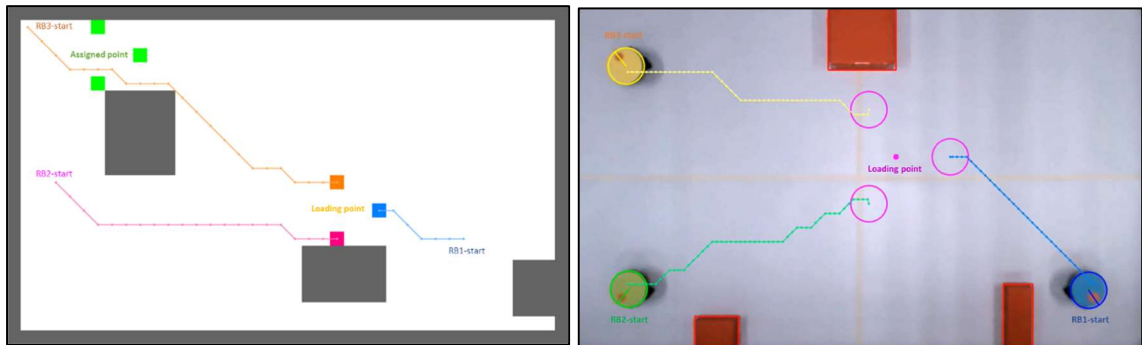 RB3-start
Assigned point
RB2-start
Loading point
RB1-start
RB3-start
Loading point
RB2-start
RB1-start